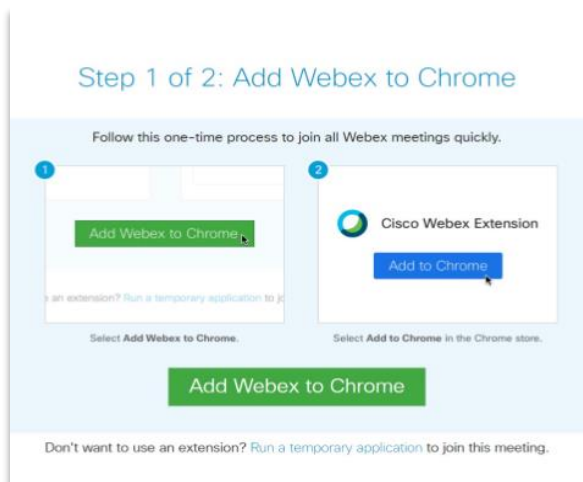 Step 1 of 2: Add Webex to Chrome
Follow this one-time process to join all Webex meetings quickly.
1
Add Webex to Chrome
an extension? Run a temporary application to jo
Select Add Webex to Chrome.
2
Cisco Webex Extension
Add to Chrome
Select Add to Chrome in the Chrome store.
Add Webex to Chrome
Don't want to use an extension? Run a temporary application to join this meeting.